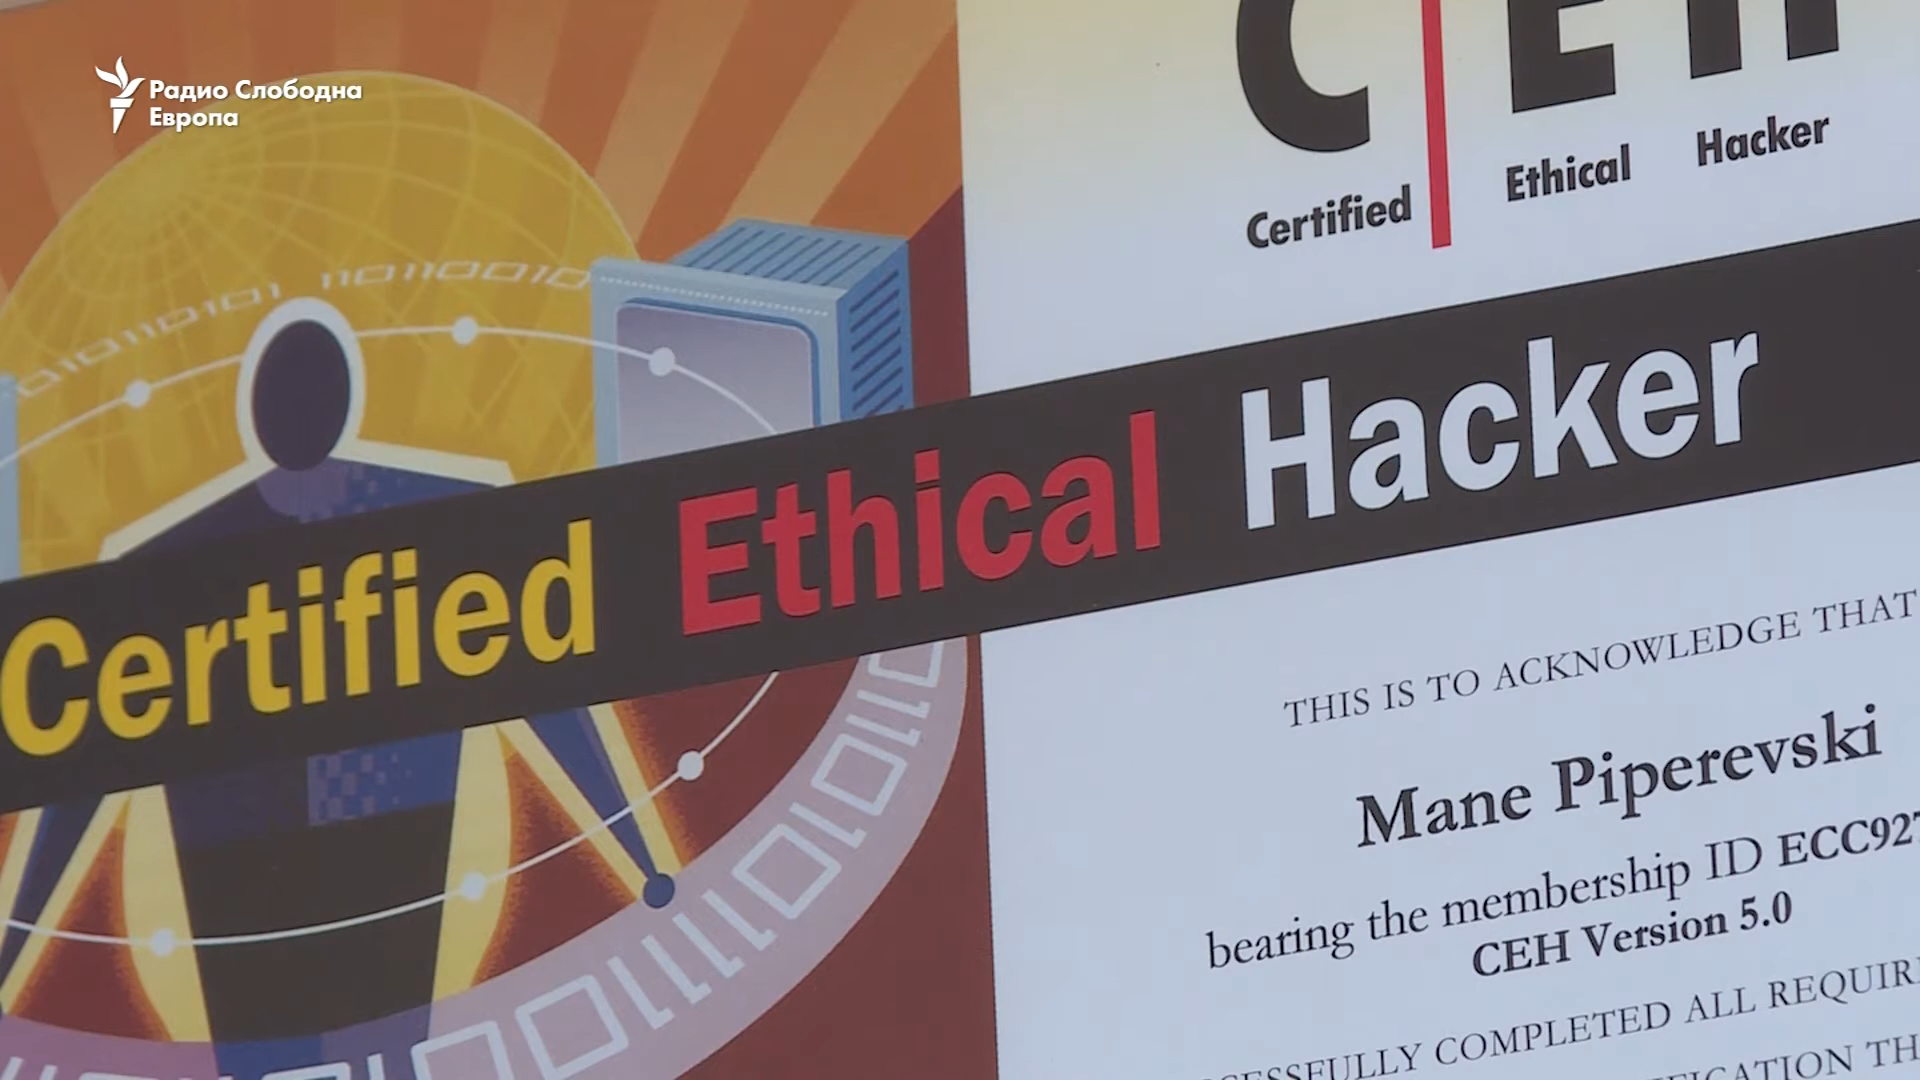 Радио Слободна
Европа
C EH
Certified Ethical Hacker
Certified Ethical Hacker
THIS IS TO ACKNOWLEDGE THAT
Mane Piperevski
bearing the membership ID
CEH Version 5.0
COMPLETED ALL